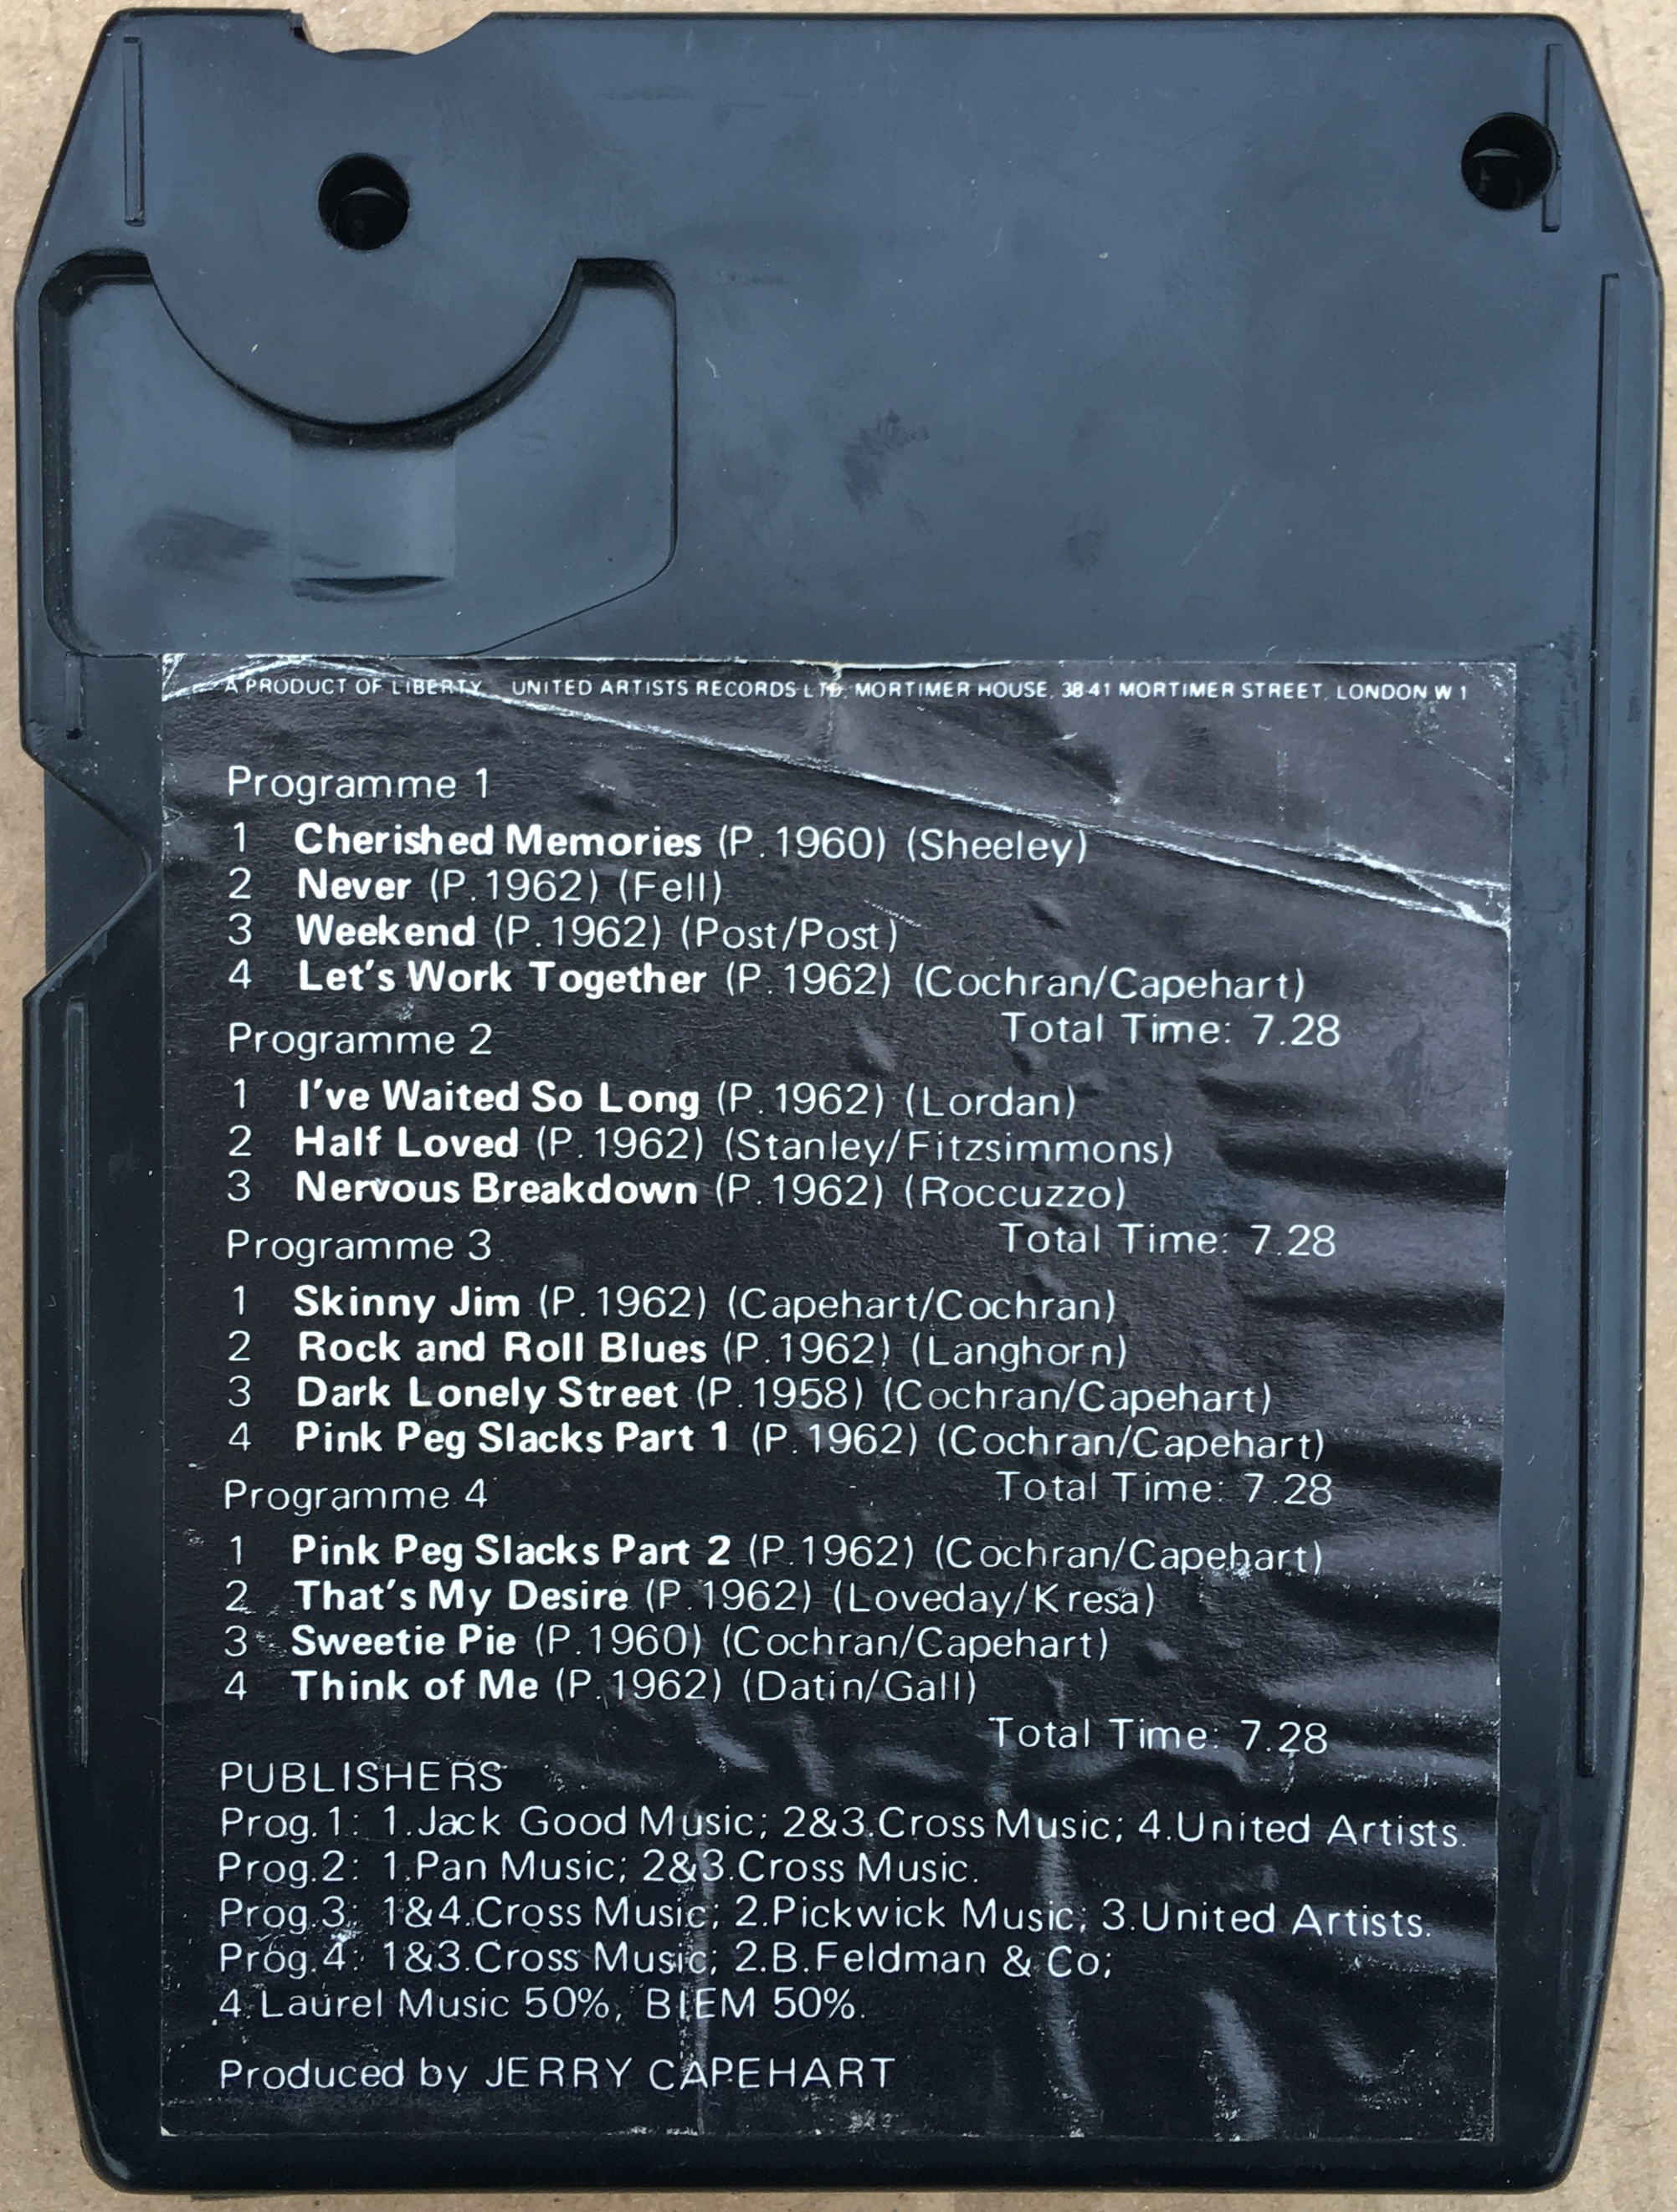 A PRODUCT OF LIBERTY UNITED ARTISTS RECORDS LTD, MORTIMER HOUSE, 38-41 MORTIMER STREET, LONDON W 1
Programme 1
1 Cherished Memories (P.1960) (Sheeley)
2 Never (P.1962) (Fell)
3 Weekend (P.1962) (Post/Post)
4 Let's Work Together (P.1962) (Cochran/Capehart)
Total Time: 7.28
Programme 2
1 I've Waited So Long (P.1962) (Lordan)
2 Half Loved (P.1962) (Stanley/Fitzsimmons)
3 Nervous Breakdown (P.1962) (Roccuzzo)
Total Time: 7.28
Programme 3
1 Skinny Jim (P.1962) (Capehart/Cochran)
2 Rock and Roll Blues (P.1962) (Langhorn)
3 Dark Lonely Street (P.1958) (Cochran/Capehart)
4 Pink Peg Slacks Part 1 (P.1962) (Cochran/Capehart)
Total Time: 7.28
Programme 4
1 Pink Peg Slacks Part 2 (P.1962) (Cochran/Capehart)
2 That's My Desire (P.1962) (Loveday/Kresa)
3 Sweetie Pie (P.1960) (Cochran/Capehart)
4 Think of Me (P.1962) (Datin/Gall)
Total Time: 7.28
PUBLISHERS
Prog.1: 1.Jack Good Music; 2&3.Cross Music; 4.United Artists.
Prog.2: 1.Pan Music; 2&3.Cross Music.
Prog.3: 1&4.Cross Music; 2.Pickwick Music; 3.United Artists.
Prog.4: 1&3.Cross Music; 2.B.Feldman & Co;
4.Laurel Music 50%, BIEM 50%.
Produced by JERRY CAPEHART